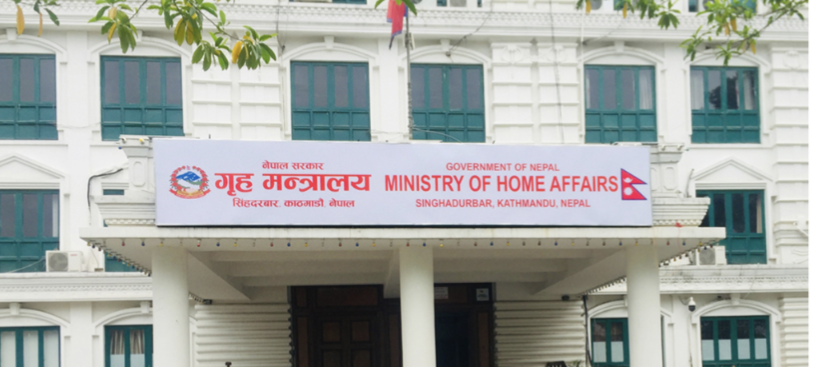 नेपाल सरकार
गृह मन्त्रालय
सिंहदरबार, काठमाडौं, नेपाल
GOVERNMENT OF NEPAL
MINISTRY OF HOME AFFAIRS
SINGHADURBAR, KATHMANDU, NEPAL